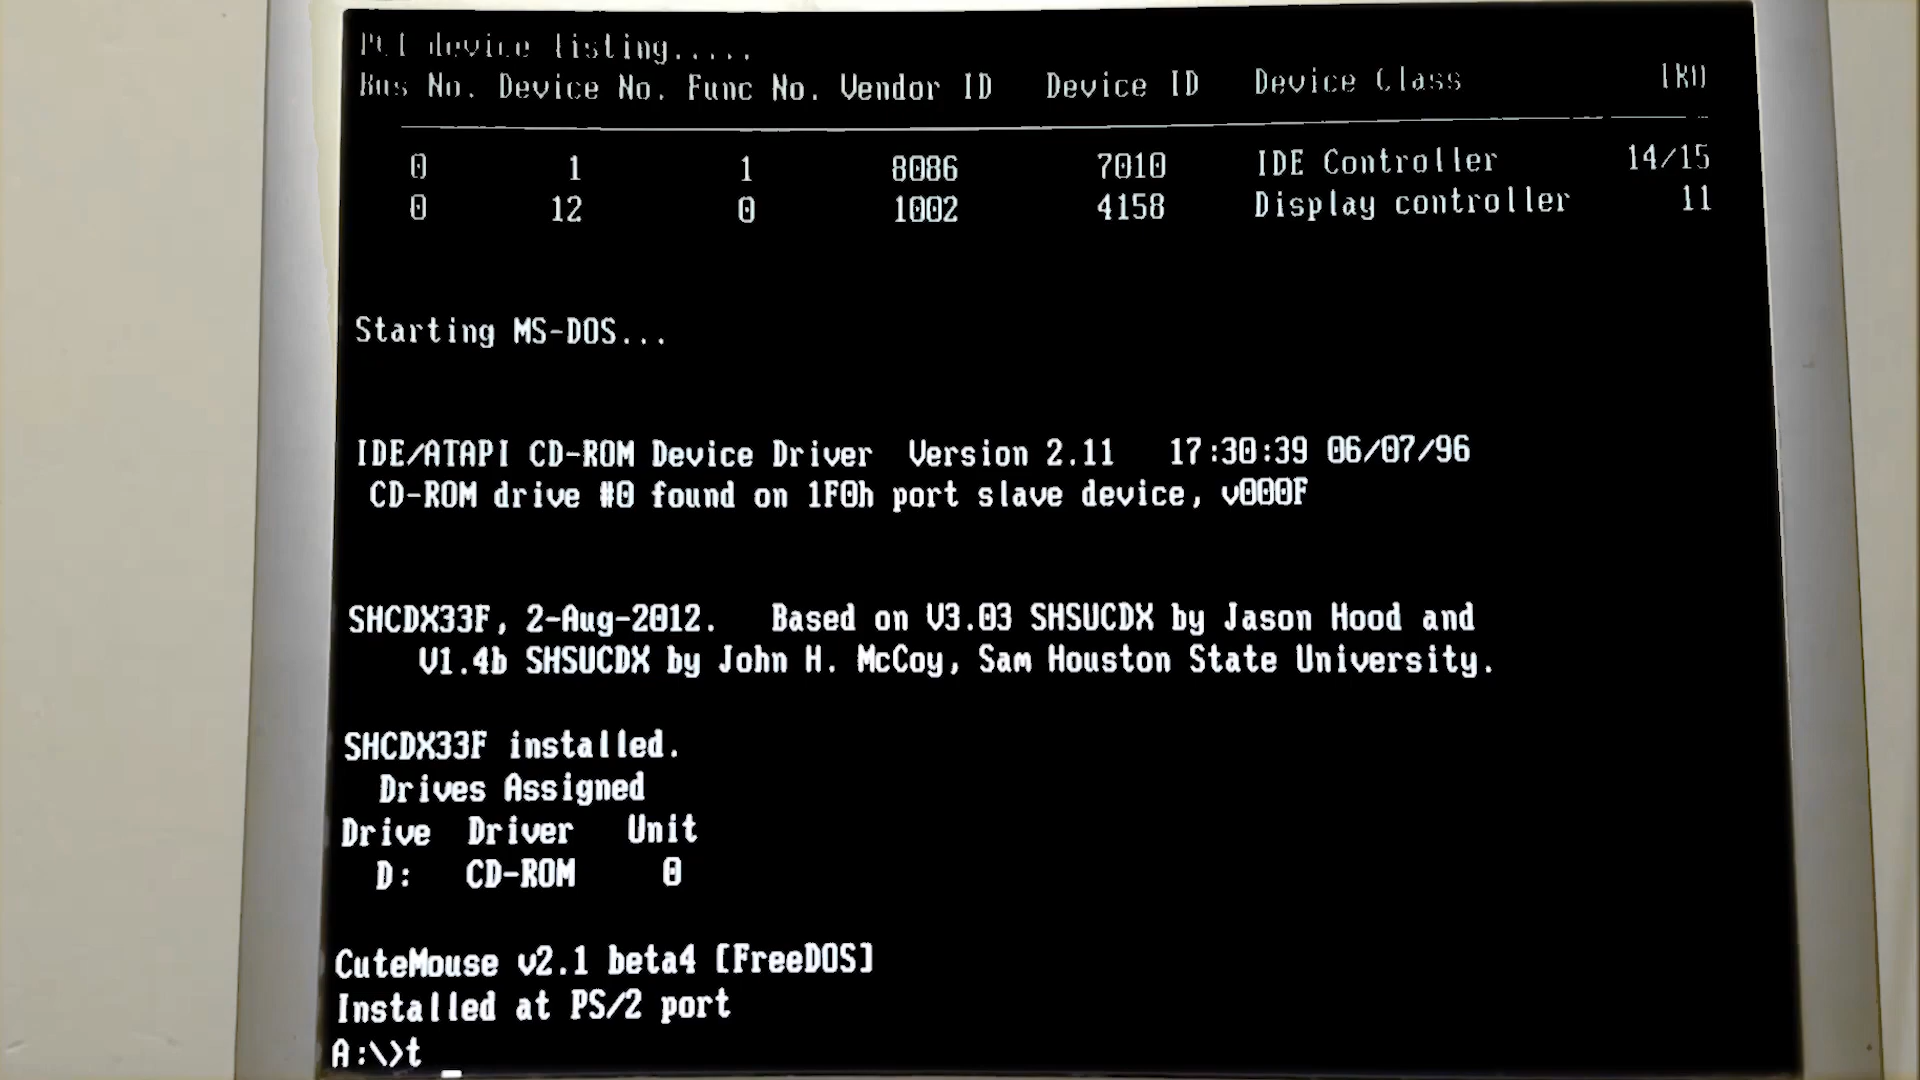 PCI device listing.....
Bus No. Device No. Func No. Vendor ID Device ID Device Class IRQ
0 1 1 8086 7010 IDE Controller 14/15
0 12 0 1002 4158 Display controller 11
Starting MS-DOS...
IDE/ATAPI CD-ROM Device Driver Version 2.11 17:30:39 06/07/96
CD-ROM drive #0 found on 1F0h port slave device, v000F
SHCDX33F, 2-Aug-2012. Based on V3.03 SHSUCDX by Jason Hood and
V1.4b SHSUCDX by John H. McCoy, Sam Houston State University.
SHCDX33F installed.
Drives Assigned
Drive Driver Unit
D: CD-ROM 0
CuteMouse v2.1 beta4 [FreeDOS]
Installed at PS/2 port
A:\>t